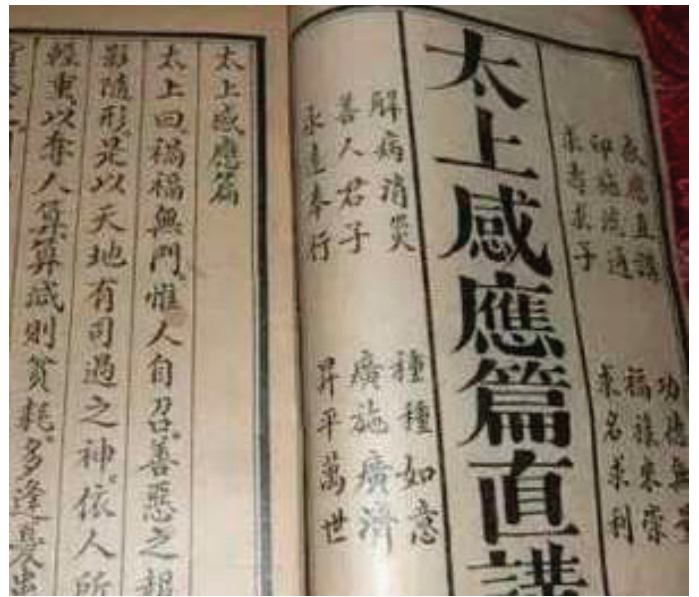 感應直講 功德無量
印施流通 福祿來崇
求壽求子 求名求利
太上感應篇直講
解病消災 種種如意
善人君子 廣施廣濟
永遠奉行 昇平萬世
太上感應篇
太上曰。禍福無門。惟人自召。善惡之報
影隨形。是以天地有司過之神。依人所
輕重。以奪人算。算減則貧耗。多逢憂患